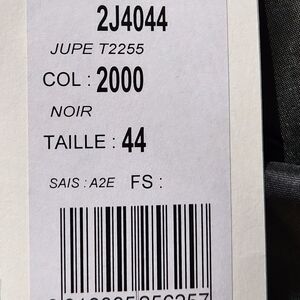 2J4044
JUPE T2255
COL : 2000
NOIR
TAILLE : 44
SAIS : A2E FS :